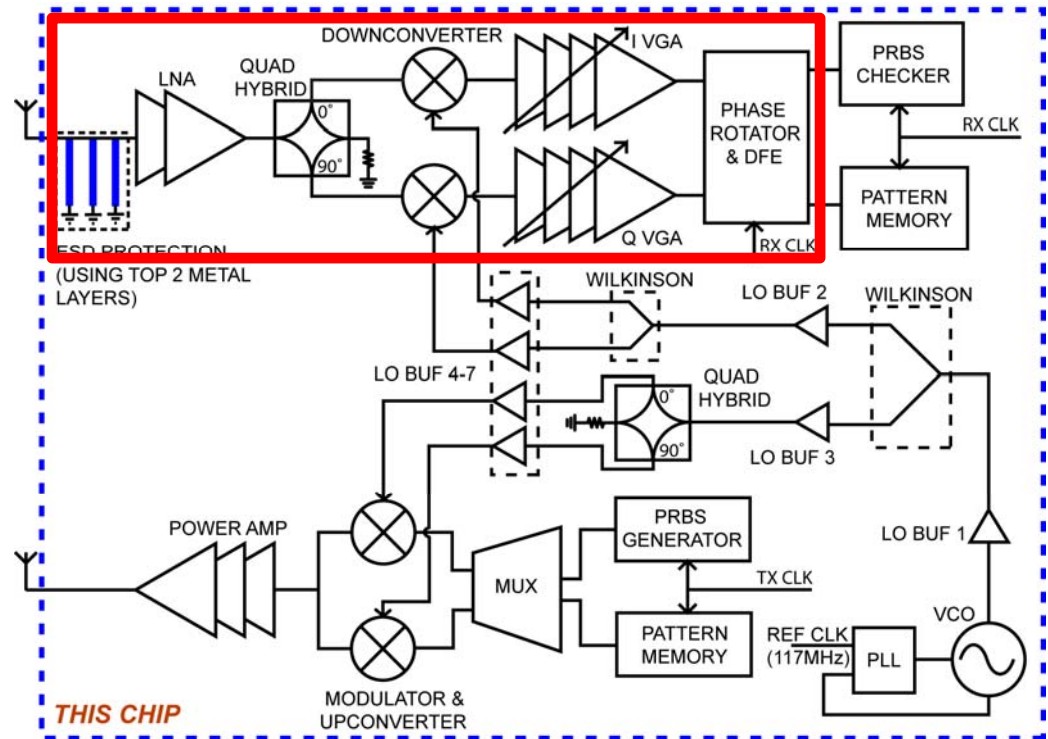 DOWNCONVERTER
I VGA
LNA
QUAD
HYBRID
0°
90°
PHASE
ROTATOR
& DFE
PRBS
CHECKER
RX CLK
PATTERN
MEMORY
Q VGA
RX CLK
ESD PROTECTION
(USING TOP 2 METAL
LAYERS)
WILKINSON
LO BUF 2
WILKINSON
LO BUF 4-7
QUAD
HYBRID
0°
90°
LO BUF 3
POWER AMP
PRBS
GENERATOR
LO BUF 1
MUX
TX CLK
VCO
PATTERN
MEMORY
REF CLK
(117MHz)
PLL
MODULATOR &
UPCONVERTER
THIS CHIP